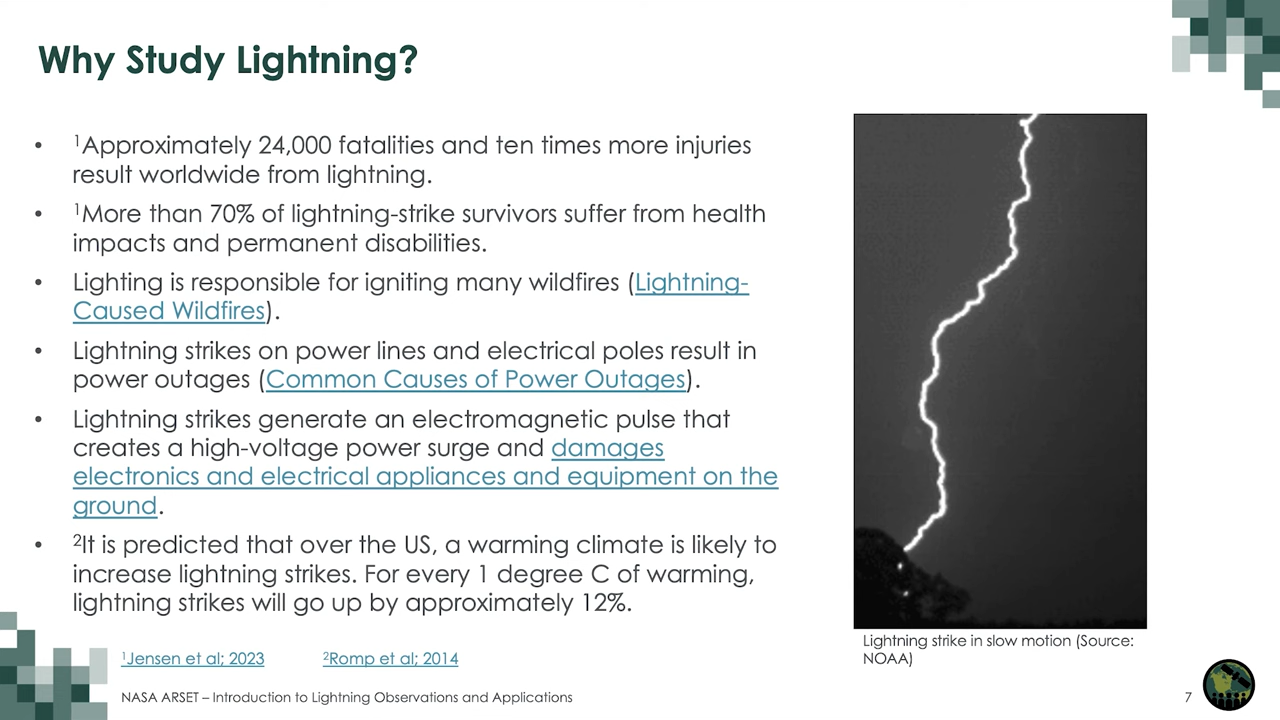 Why Study Lightning?
• ¹Approximately 24,000 fatalities and ten times more injuries
result worldwide from lightning.
• ¹More than 70% of lightning-strike survivors suffer from health
impacts and permanent disabilities.
• Lighting is responsible for igniting many wildfires (Lightning-
Caused Wildfires).
• Lightning strikes on power lines and electrical poles result in
power outages (Common Causes of Power Outages).
• Lightning strikes generate an electromagnetic pulse that
creates a high-voltage power surge and damages
electronics and electrical appliances and equipment on the
ground.
• ²It is predicted that over the US, a warming climate is likely to
increase lightning strikes. For every 1 degree C of warming,
lightning strikes will go up by approximately 12%.
Lightning strike in slow motion (Source:
NOAA)
¹Jensen et al; 2023 ²Romp et al; 2014
NASA ARSET – Introduction to Lightning Observations and Applications
7